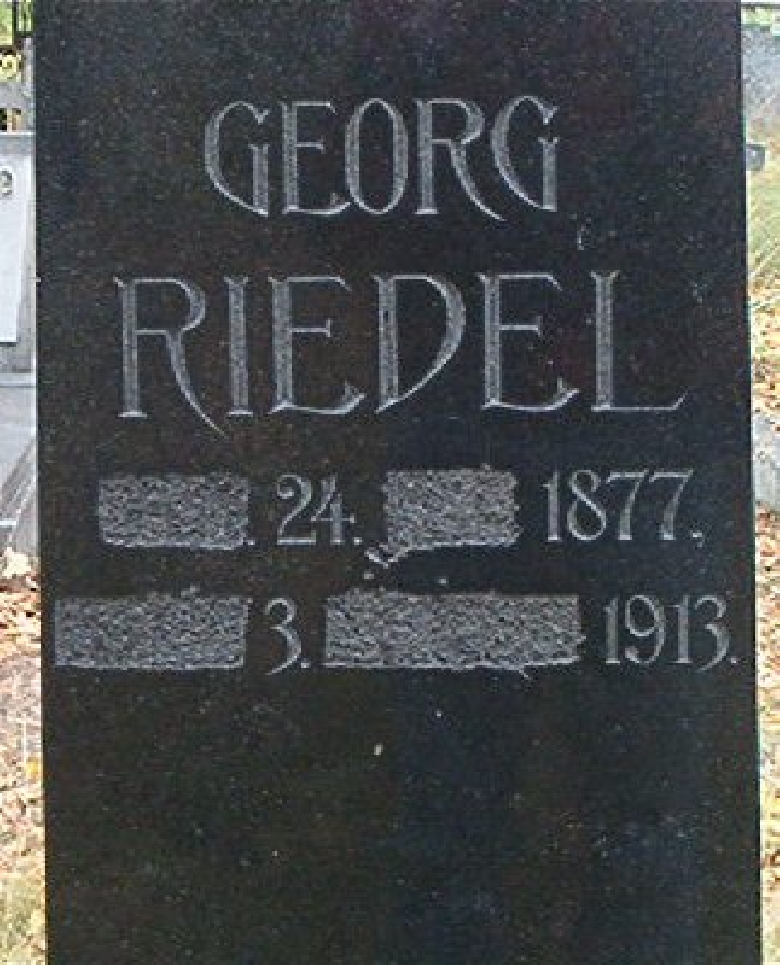 GEORG
RIEDEL
. 24. 1877.
3. 1913.